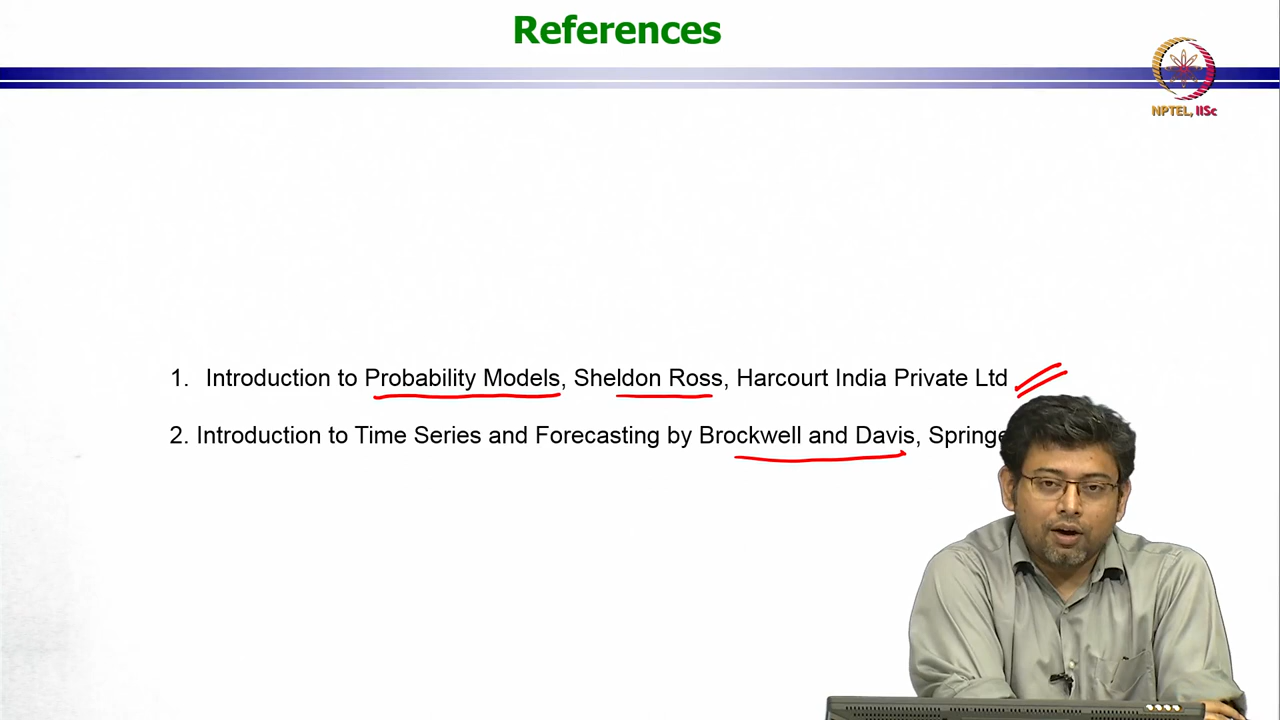 References
NPTEL, IISc
1. Introduction to Probability Models, Sheldon Ross, Harcourt India Private Ltd
2. Introduction to Time Series and Forecasting by Brockwell and Davis, Springe